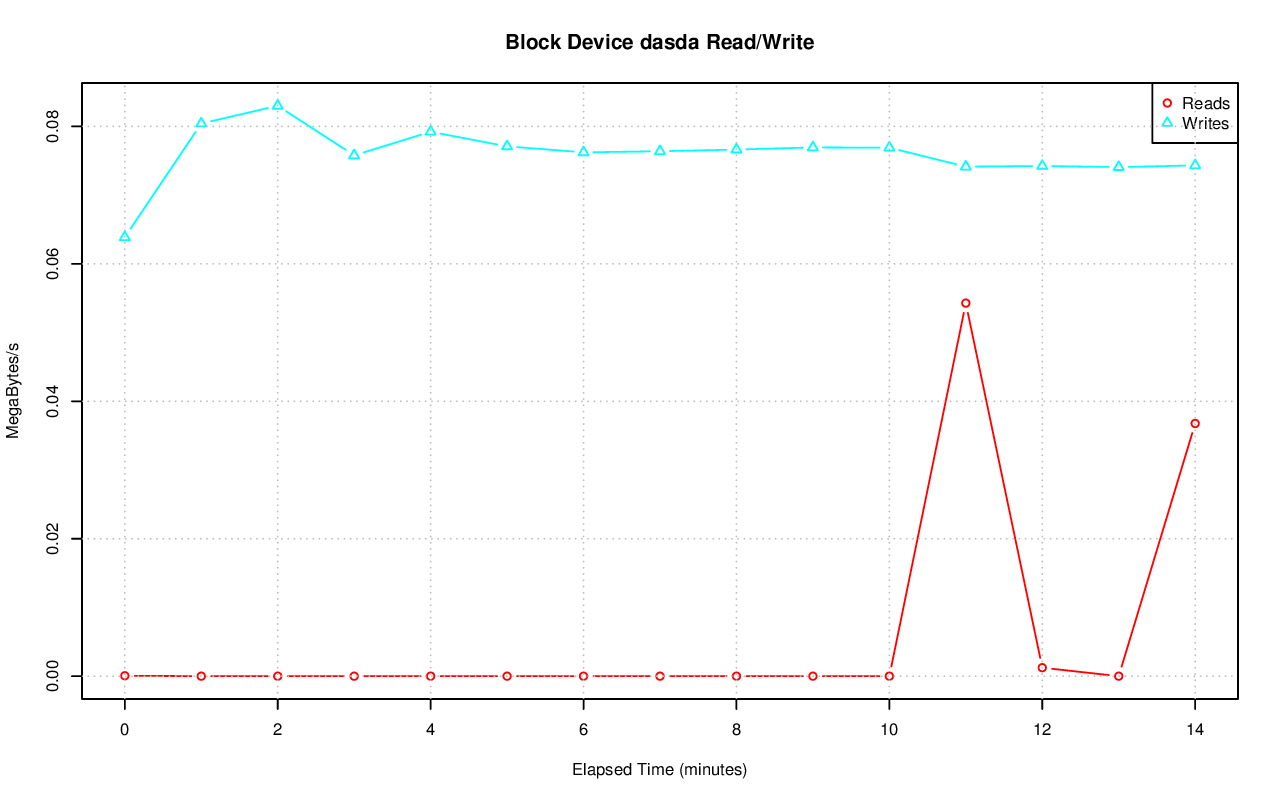 Block Device dasda Read/Write
Reads
Writes
MegaBytes/s
0.08
0.06
0.04
0.02
0.00
0 2 4 6 8 10 12 14
Elapsed Time (minutes)